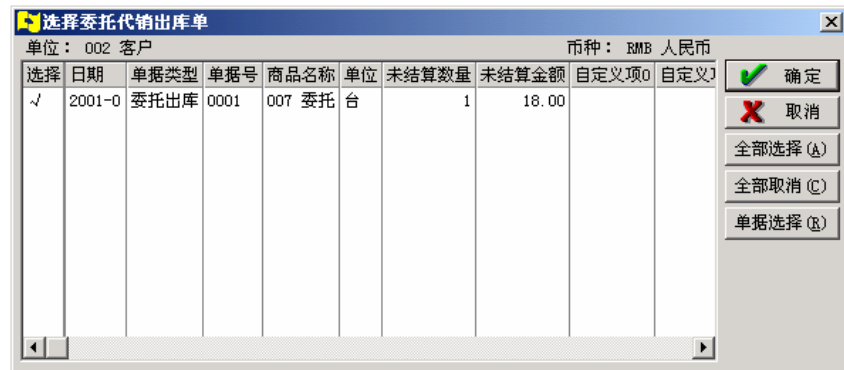 选择委托代销出库单
单位： 002 客户 币种： RMB 人民币
选择 日期 单据类型 单据号 商品名称 单位 未结算数量 未结算金额 自定义项0 自定义
√ 2001-0 委托出库 0001 007 委托 台 1 18.00
确定
取消
全部选择(A)
全部取消(C)
单据选择(R)